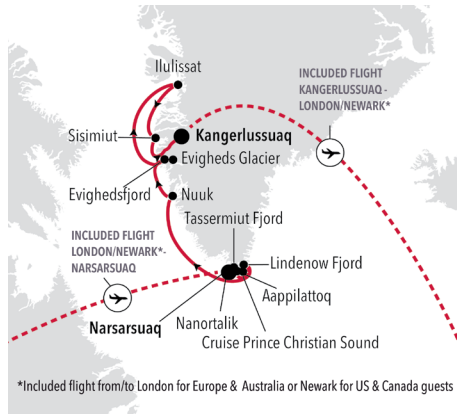 Ilulissat
INCLUDED FLIGHT
KANGERLUSSUAQ -
LONDON/NEWARK*
Sisimiut
Kangerlussuaq
Evigheds Glacier
Evighedsfjord
Nuuk
Tassermiut Fjord
INCLUDED FLIGHT
LONDON/NEWARK*-
NARSARSUAQ
Lindenow Fjord
Aappilattoq
Narsarsuaq
Nanortalik
Cruise Prince Christian Sound
*Included flight from/to London for Europe & Australia or Newark for US & Canada guests